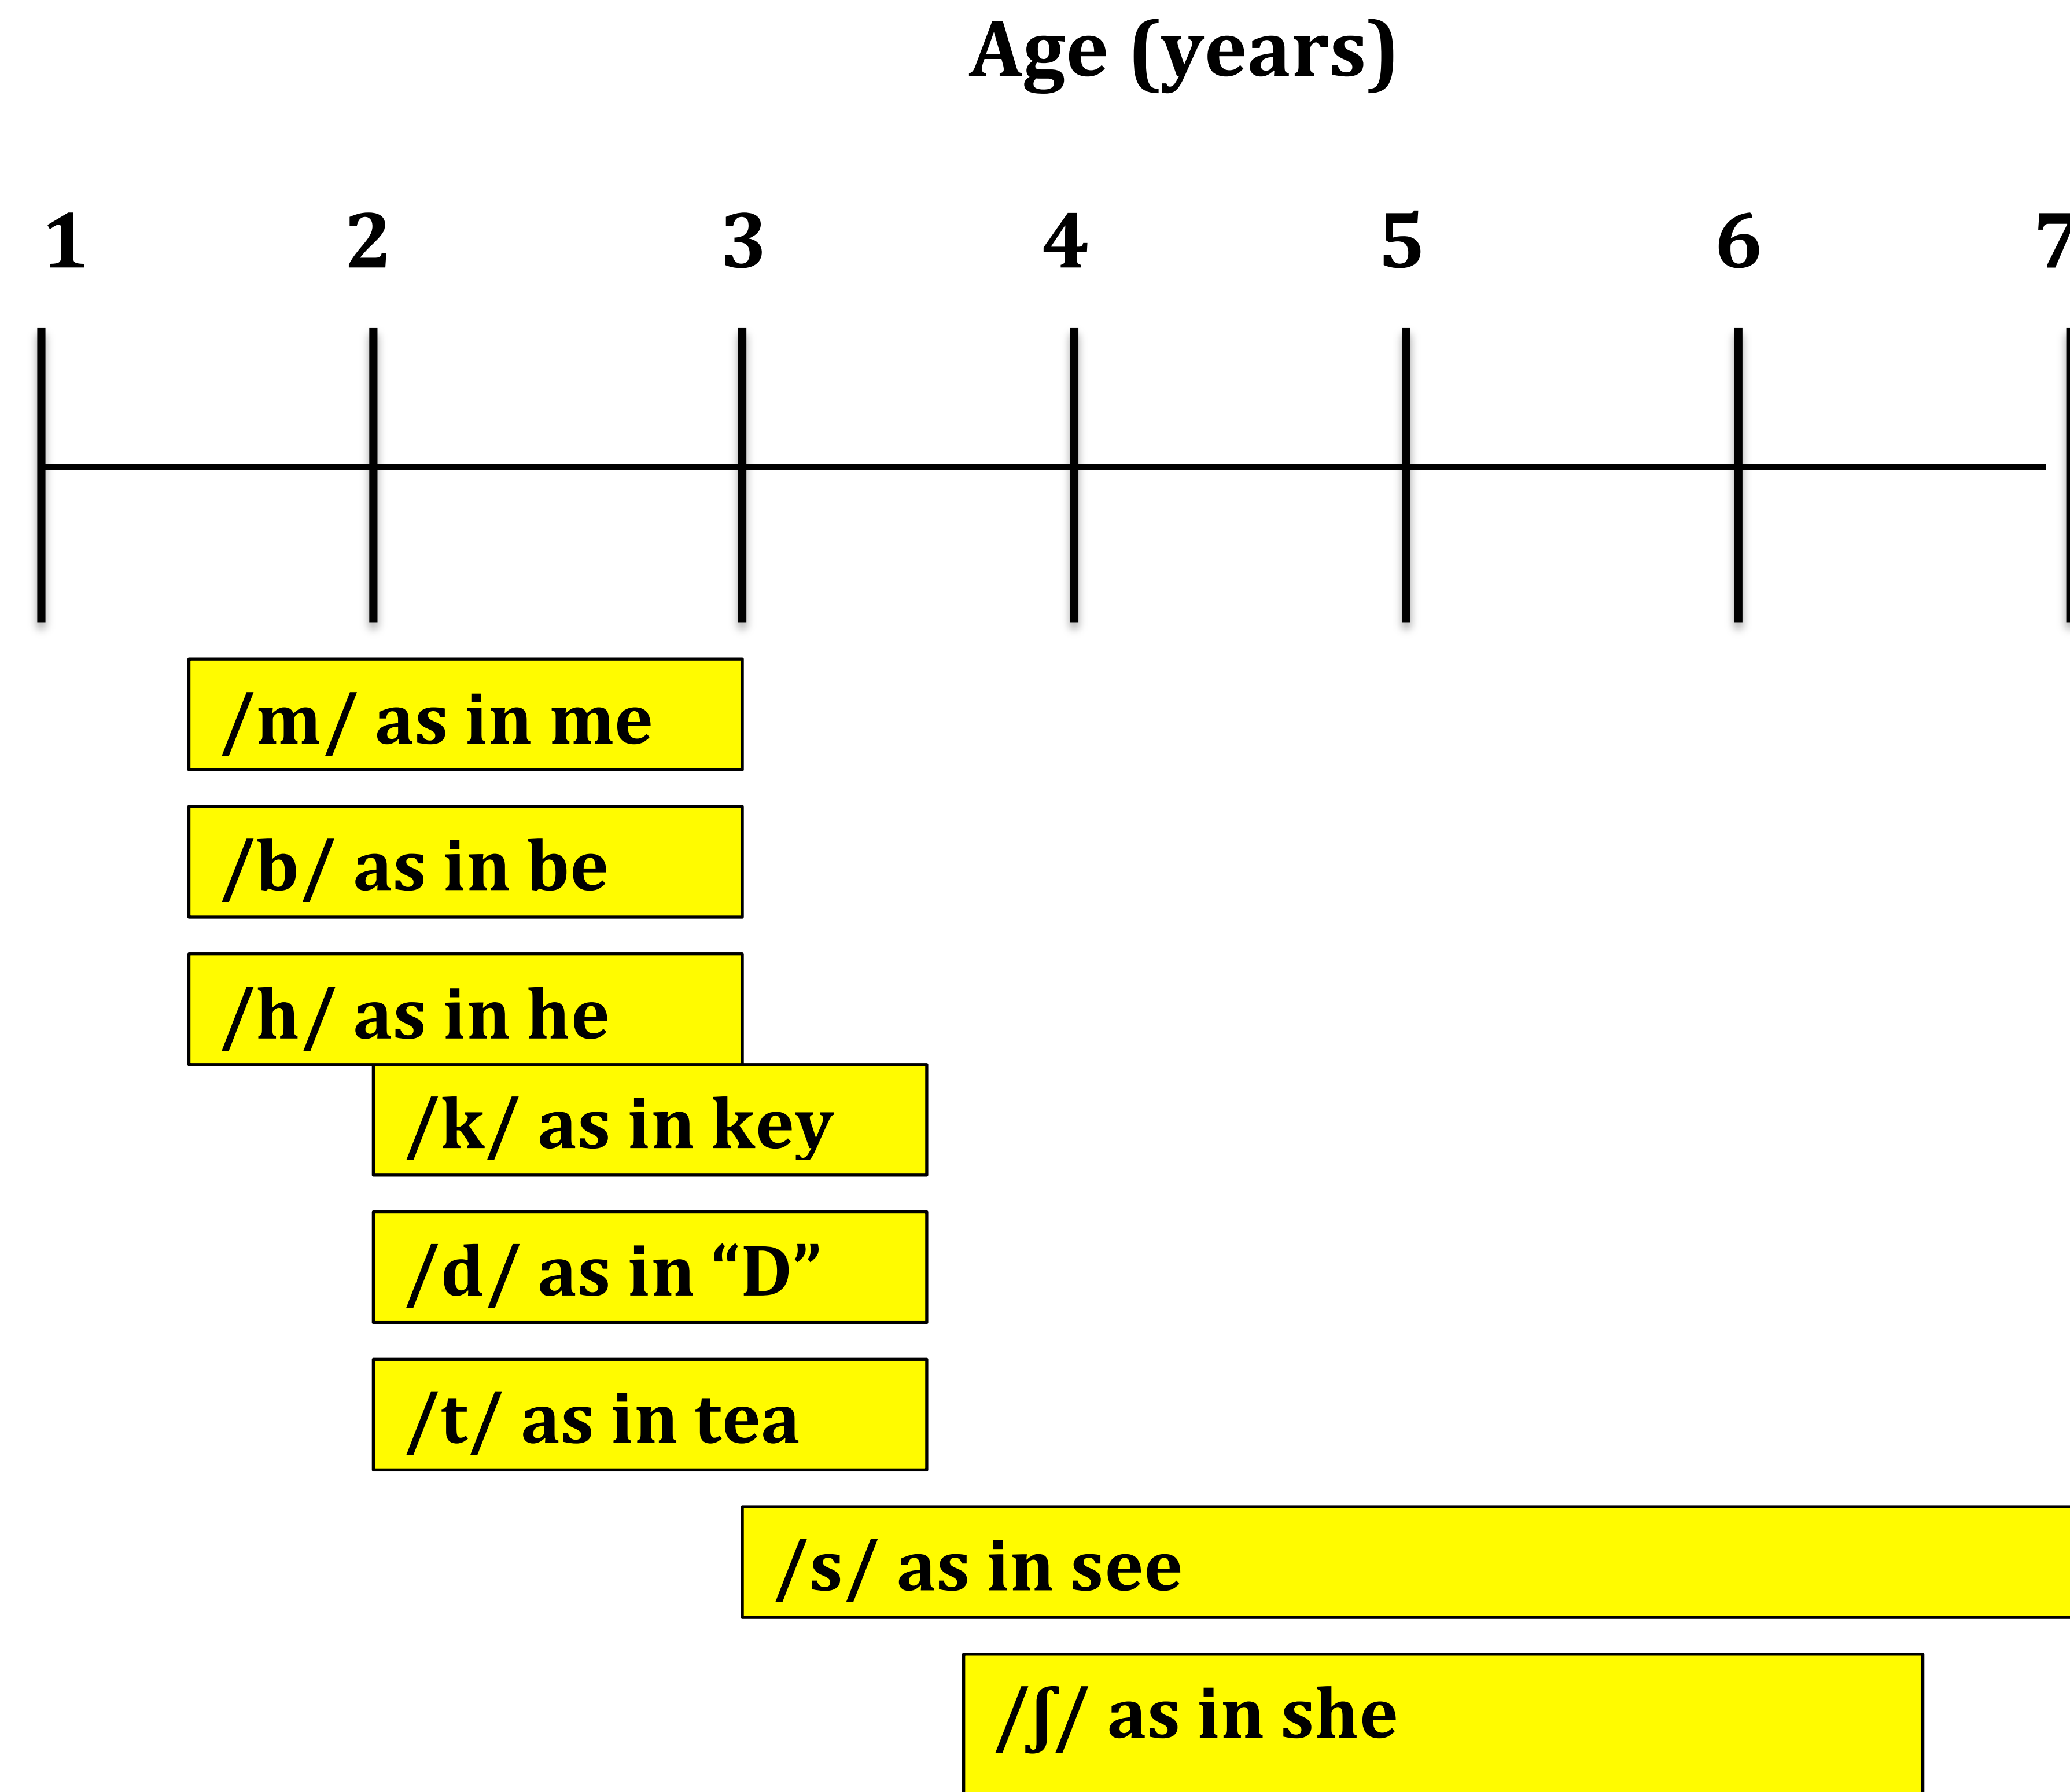 Age (years)
1 2 3 4 5 6 7
/m/ as in me
/b/ as in be
/h/ as in he
/k/ as in key
/d/ as in “D”
/t/ as in tea
/s/ as in see
/ʃ/ as in she